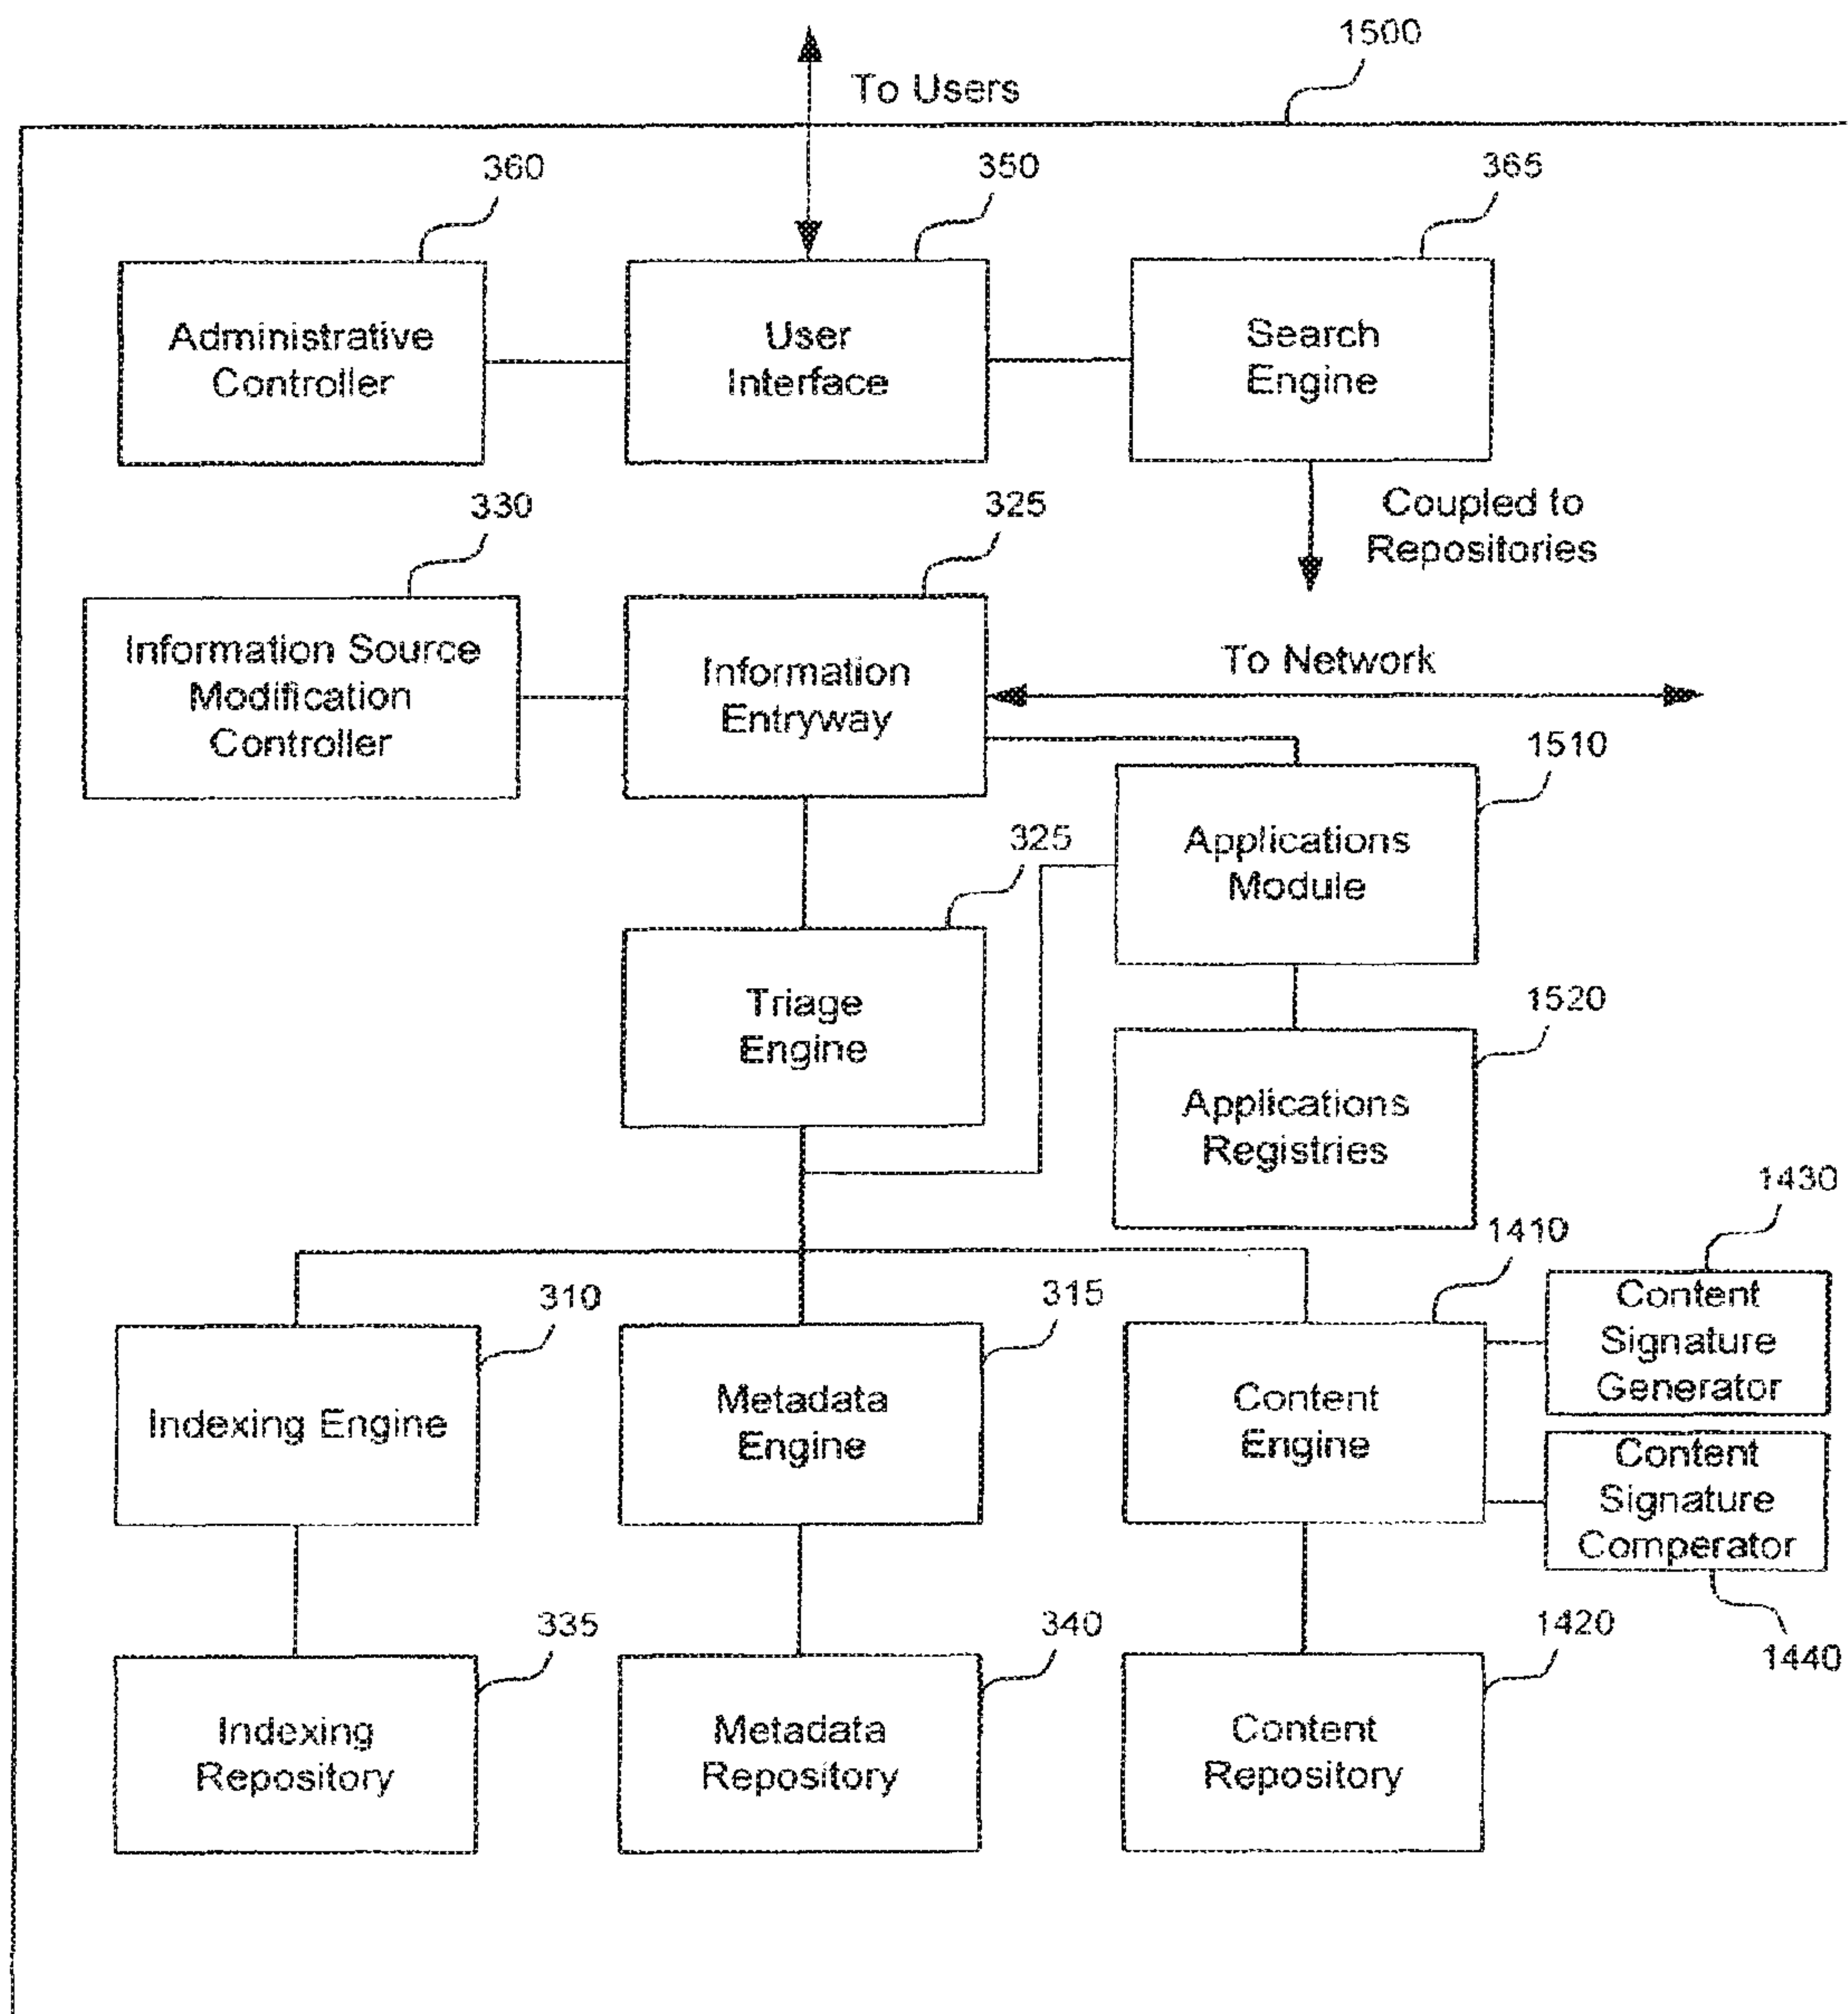 1500
To Users
360
350
365
Administrative
Controller
User
Interface
Search
Engine
Coupled to
Repositories
330
325
Information Source
Modification
Controller
Information
Entryway
To Network
1510
Applications
Module
325
Triage
Engine
1520
Applications
Registries
1430
Content
Signature
Generator
1410
310
315
Indexing Engine
Metadata
Engine
Content
Engine
Content
Signature
Comperator
1440
335
340
1420
Indexing
Repository
Metadata
Repository
Content
Repository